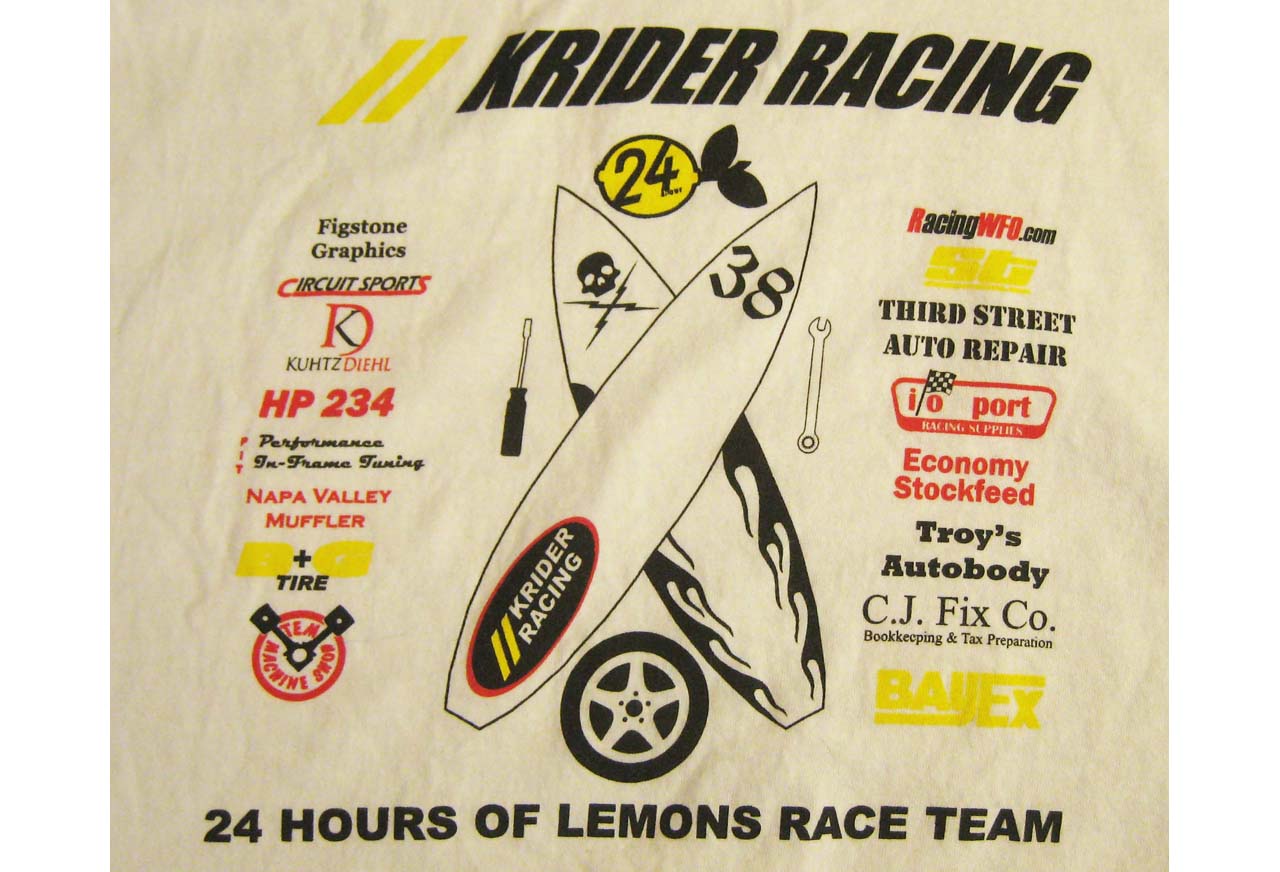 KRIDER RACING
24
Hour
Figstone
Graphics
CIRCUIT SPORTS
KD
KUHTZ DIEHL
HP 234
PIT
Performance
In-Frame Tuning
NAPA VALLEY
MUFFLER
B+G
TIRE
TEM
MACHINE SHOP
38
KRIDER
RACING
RacingWFO.com
THIRD STREET
AUTO REPAIR
i/o port
RACING SUPPLIES
Economy
Stockfeed
Troy's
Autobody
C.J. Fix Co.
Bookkeeping & Tax Preparation
BAYEX
24 HOURS OF LEMONS RACE TEAM